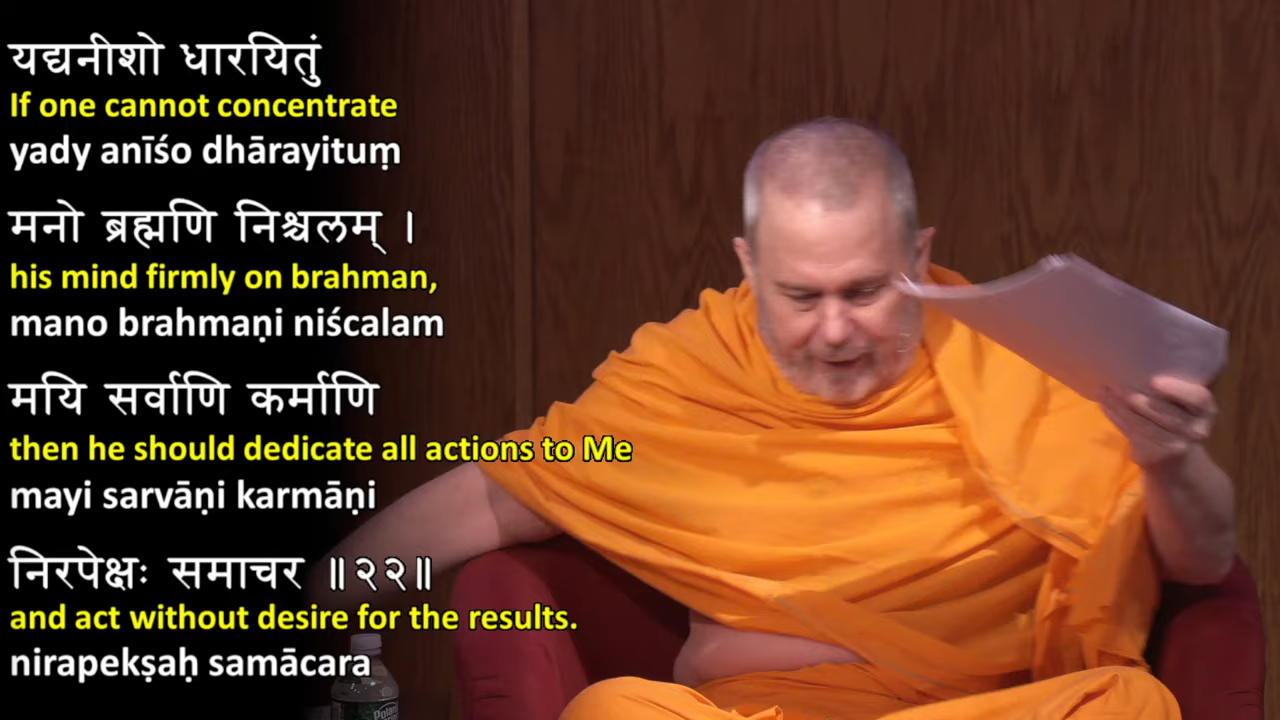 यद्यनीशो धारयितुं
If one cannot concentrate
yady anīśo dhārayituṃ
मनो ब्रह्मणि निश्चलम् ।
his mind firmly on brahman,
mano brahmaṇi niścalam
मयि सर्वाणि कर्माणि
then he should dedicate all actions to Me
mayi sarvāṇi karmāṇi
निरपेक्षः समाचर ॥२२॥
and act without desire for the results.
nirapekṣaḥ samācara